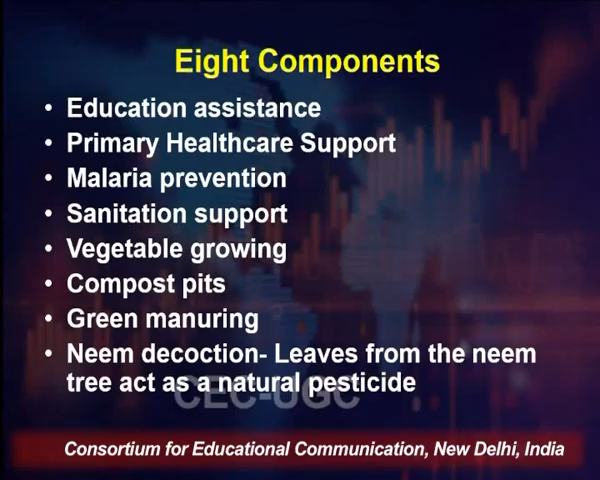 Eight Components
• Education assistance
• Primary Healthcare Support
• Malaria prevention
• Sanitation support
• Vegetable growing
• Compost pits
• Green manuring
• Neem decoction- Leaves from the neem
tree act as a natural pesticide
CEC-UGC
Consortium for Educational Communication, New Delhi, India